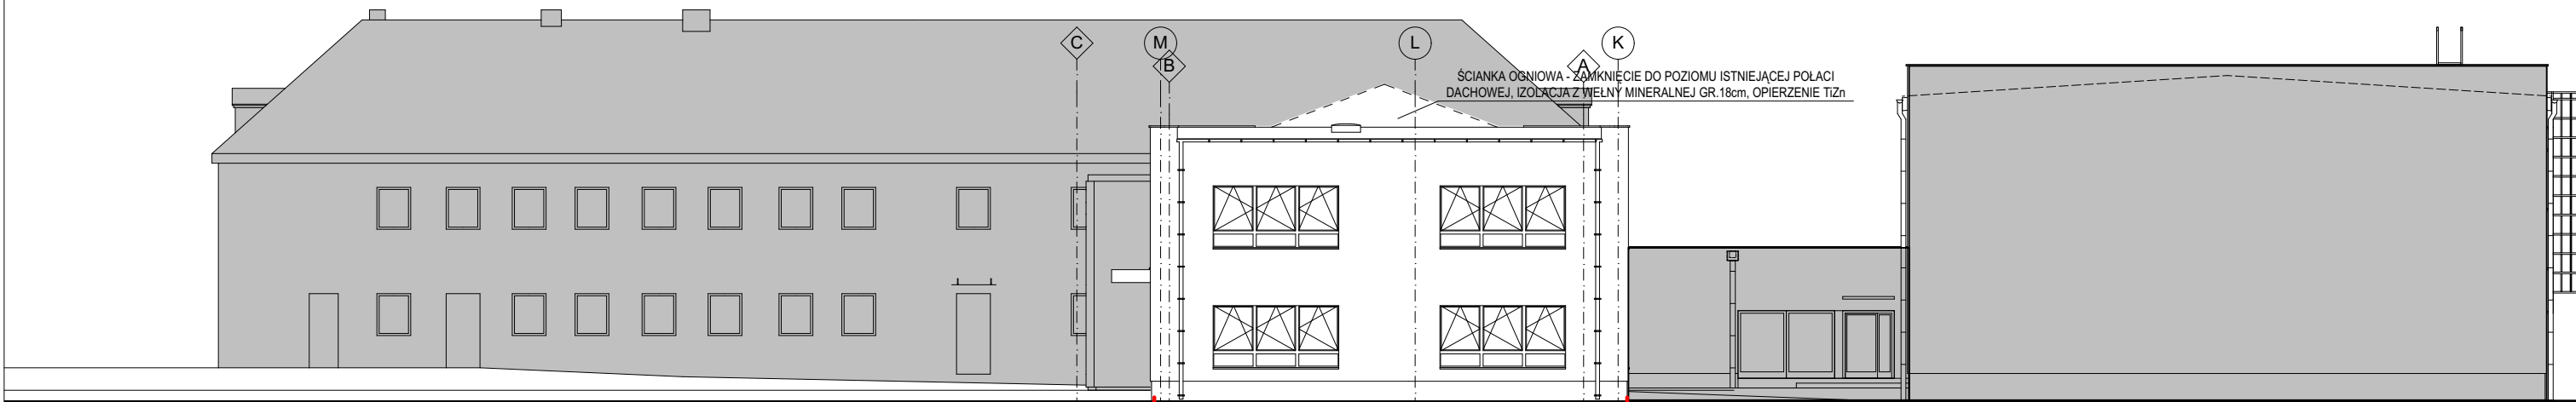 C
M
B
L
A
K
ŚCIANKA OGNIOWA - ZAMKNIĘCIE DO POZIOMU ISTNIEJĄCEJ POŁACI
DACHOWEJ, IZOLACJA Z WEŁNY MINERALNEJ GR.18cm, OPIERZENIE TiZn